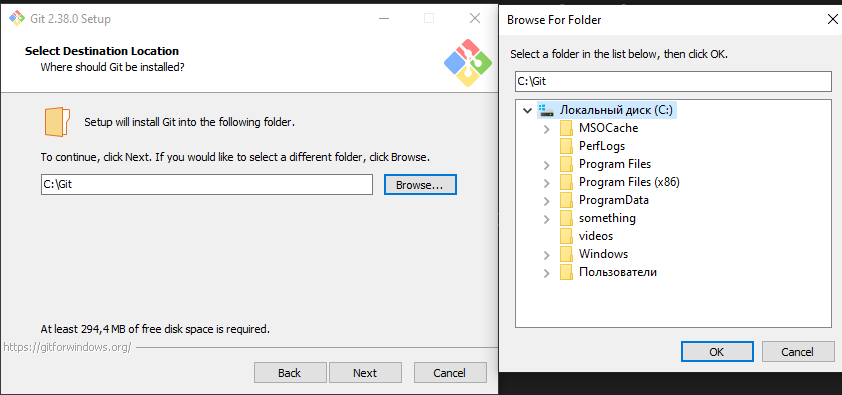 Git 2.38.0 Setup
Select Destination Location
Where should Git be installed?
Setup will install Git into the following folder.
To continue, click Next. If you would like to select a different folder, click Browse.
C:\Git
Browse...
At least 294,4 MB of free disk space is required.
https://gitforwindows.org/
Back
Next
Cancel
Browse For Folder
Select a folder in the list below, then click OK.
C:\Git
Локальный диск (C:)
MSOCache
PerfLogs
Program Files
Program Files (x86)
ProgramData
something
videos
Windows
Пользователи
OK
Cancel